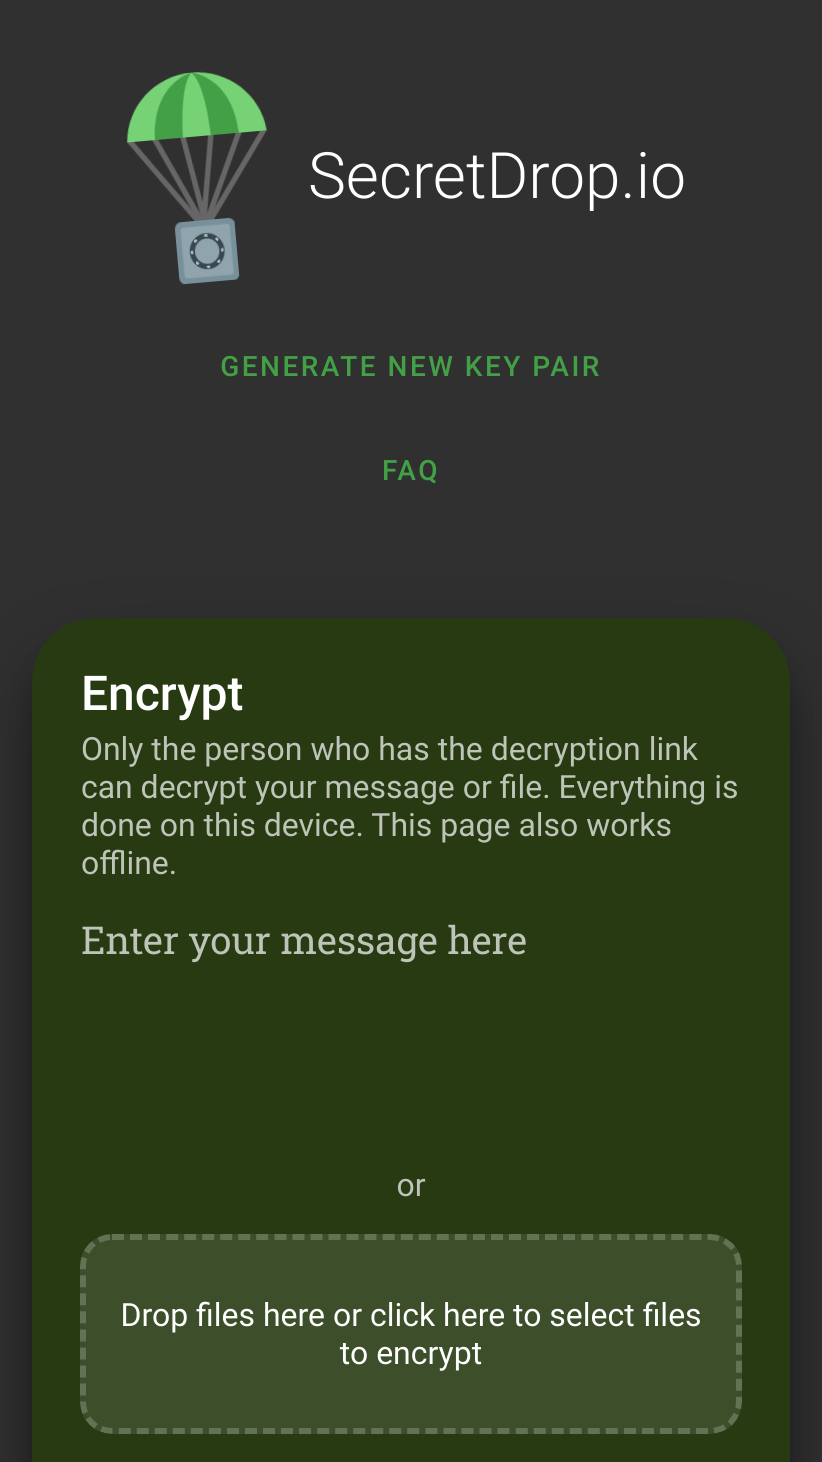 SecretDrop.io
GENERATE NEW KEY PAIR
FAQ
Encrypt
Only the person who has the decryption link
can decrypt your message or file. Everything is
done on this device. This page also works
offline.
Enter your message here
or
Drop files here or click here to select files
to encrypt